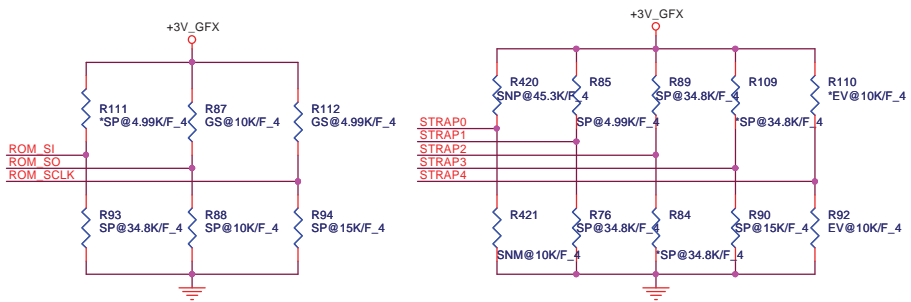 +3V_GFX
R111
*SP@4.99K/F_4
R87
GS@10K/F_4
R112
GS@4.99K/F_4
ROM_SI
ROM_SO
ROM_SCLK
R93
SP@34.8K/F_4
R88
SP@10K/F_4
R94
SP@15K/F_4
+3V_GFX
R420
SNP@45.3K/F_4
R85
SP@4.99K/F_4
R89
SP@34.8K/F_4
R109
*SP@34.8K/F_4
R110
*EV@10K/F_4
STRAP0
STRAP1
STRAP2
STRAP3
STRAP4
R421
SNM@10K/F_4
R76
SP@34.8K/F_4
R84
*SP@34.8K/F_4
R90
SP@15K/F_4
R92
EV@10K/F_4